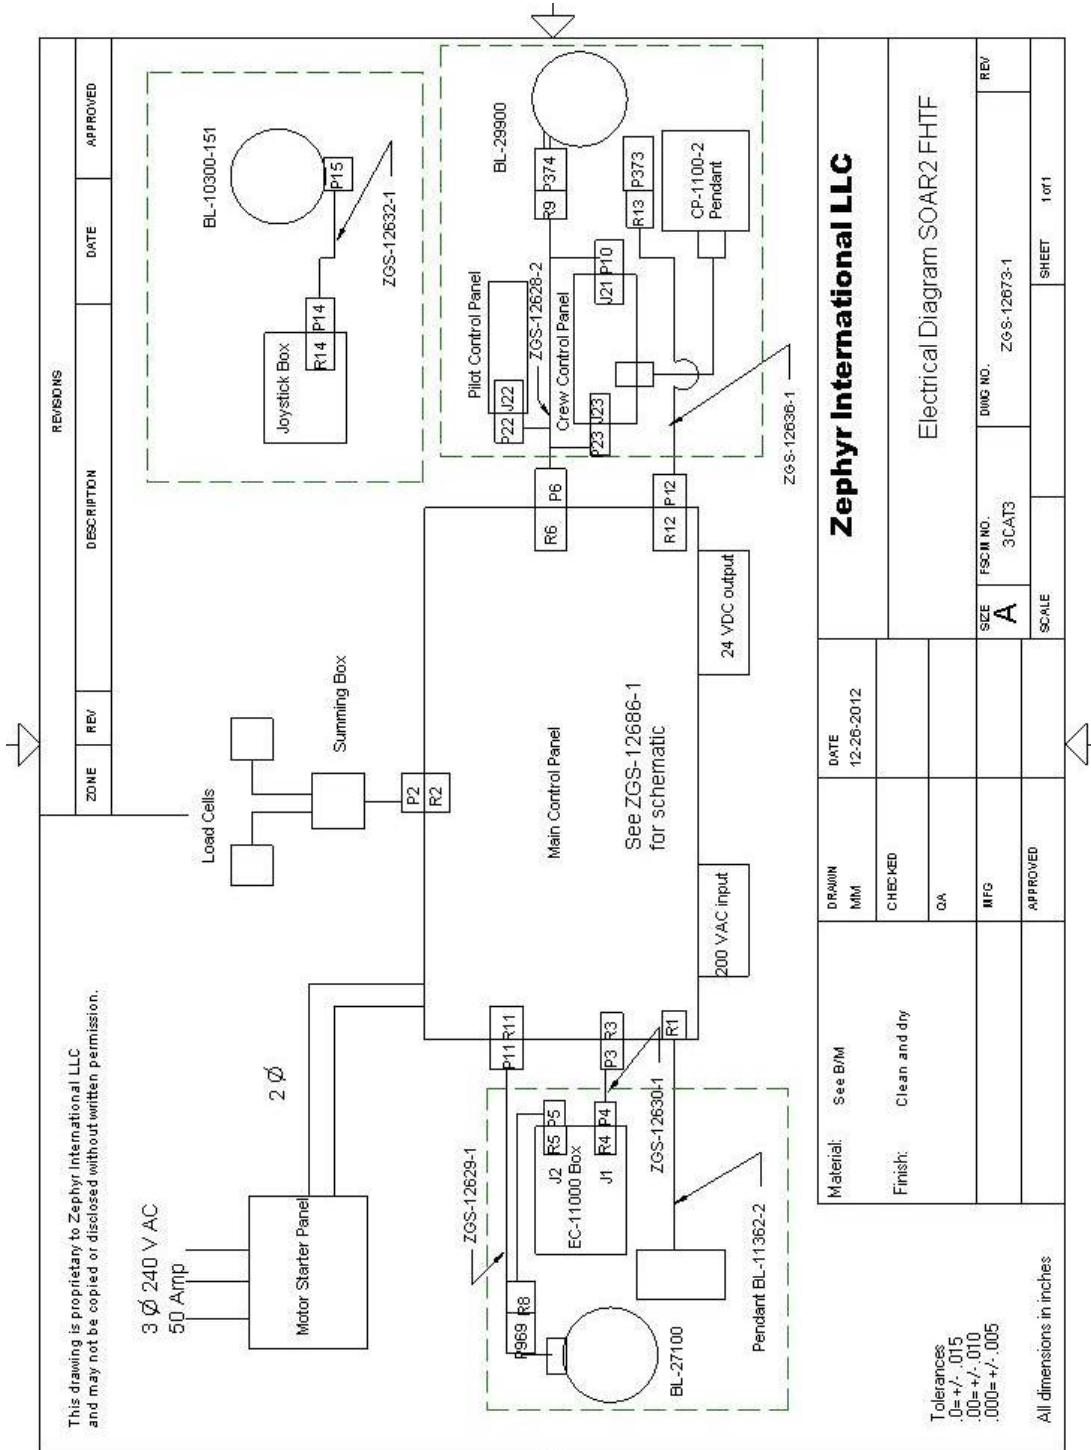 This drawing is proprietary to Zephyr International LLC
and may not be copied or disclosed without written permission.
REVISIONS
ZONE
REV
DESCRIPTION
DATE
APPROVED
3 Ø 240 V AC
50 Amp
Motor Starter Panel
2 Ø
Load Cells
Summing Box
P2
R2
Joystick Box
R14
P14
ZGS-12632-1
P15
BL-10300-151
ZGS-12629-1
P969
R8
BL-27100
J2
R5
P5
EC-11000 Box
J1
R4
P4
ZGS-12630-1
Pendant BL-11362-2
P11
R11
P3
R3
R1
Main Control Panel
See ZGS-12686-1
for schematic
200 VAC input
24 VDC output
R6
P6
R12
P12
Pilot Control Panel
P22
J22
ZGS-12628-2
Crew Control Panel
P23
J23
J21
P10
R9
P374
BL-29900
R13
P373
CP-1100-2
Pendant
ZGS-12636-1
Tolerances
.0= +/- .015
.00= +/- .010
.000= +/- .005
All dimensions in inches
Material:
See B/M
Finish:
Clean and dry
DRAWN
MM
DATE
12-26-2012
CHECKED
QA
MFG
APPROVED
Zephyr International LLC
Electrical Diagram SOAR2 FHTF
SIZE
A
FSCM NO.
3CAT3
DWG NO.
ZGS-12673-1
REV
SCALE
SHEET
1 of 1